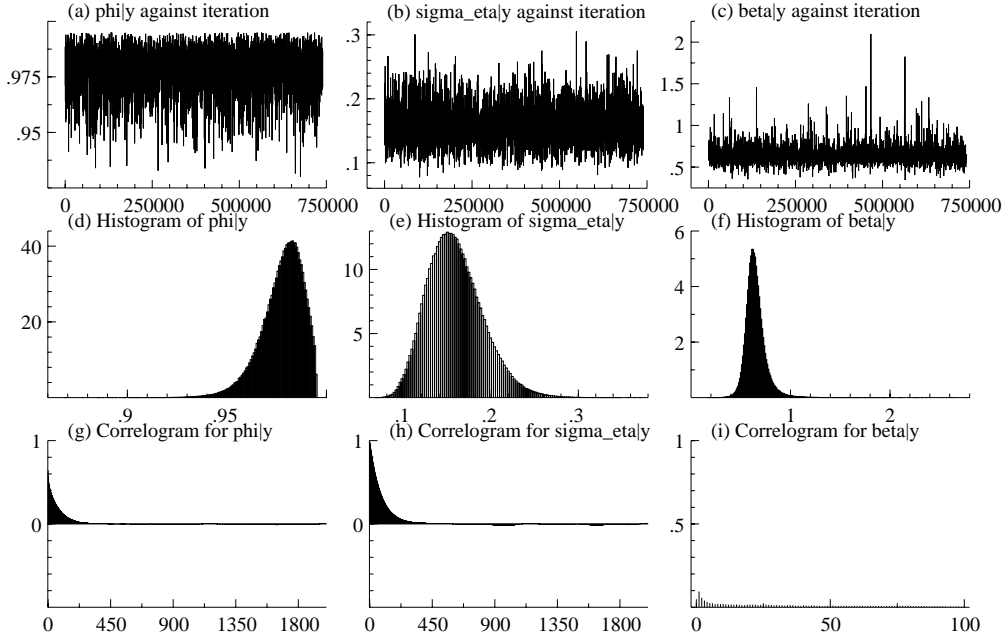 (a) phi|y against iteration
.975
.95
0 250000 500000 750000
(b) sigma_eta|y against iteration
.3
.2
.1
0 250000 500000 750000
(c) beta|y against iteration
2
1.5
1
.5
0 250000 500000 750000
(d) Histogram of phi|y
40
20
.9 .95
(e) Histogram of sigma_eta|y
10
5
.1 .2 .3
(f) Histogram of beta|y
6
4
2
1 2
(g) Correlogram for phi|y
1
0
0 450 900 1350 1800
(h) Correlogram for sigma_eta|y
1
0
0 450 900 1350 1800
(i) Correlogram for beta|y
1
.5
0 50 100